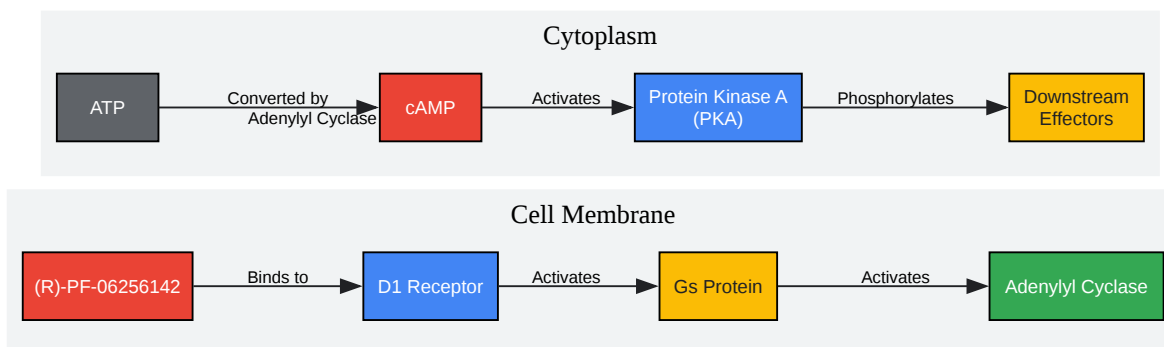 Cytoplasm
ATP
Converted by
Adenylyl Cyclase
cAMP
Activates
Protein Kinase A
(PKA)
Phosphorylates
Downstream
Effectors
Cell Membrane
(R)-PF-06256142
Binds to
D1 Receptor
Activates
Gs Protein
Activates
Adenylyl Cyclase